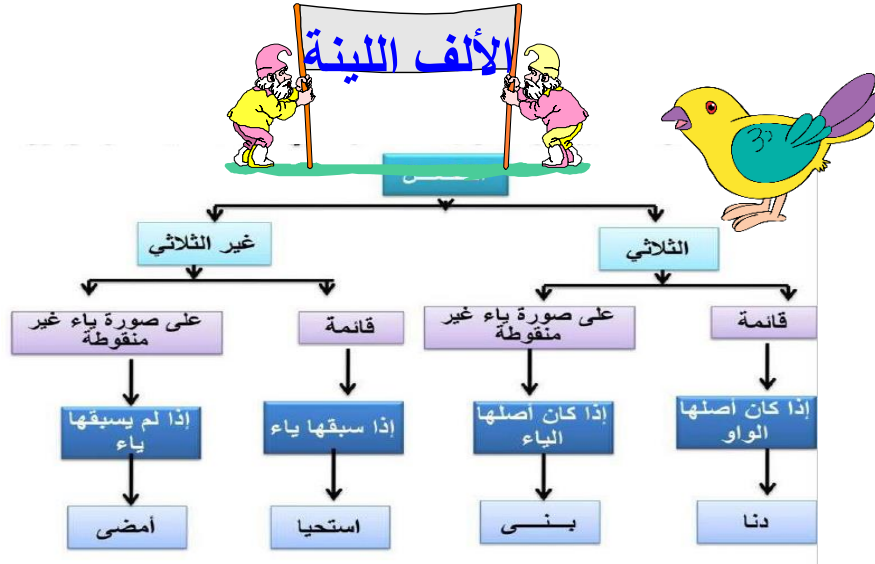 الألف اللينة
الثلاثي
غير الثلاثي
قائمة
على صورة ياء غير
منقوطة
قائمة
على صورة ياء غير
منقوطة
إذا كان أصلها
الواو
إذا كان أصلها
الياء
إذا سبقها ياء
إذا لم يسبقها
ياء
دنا
بـنـــى
استحيا
أمضى